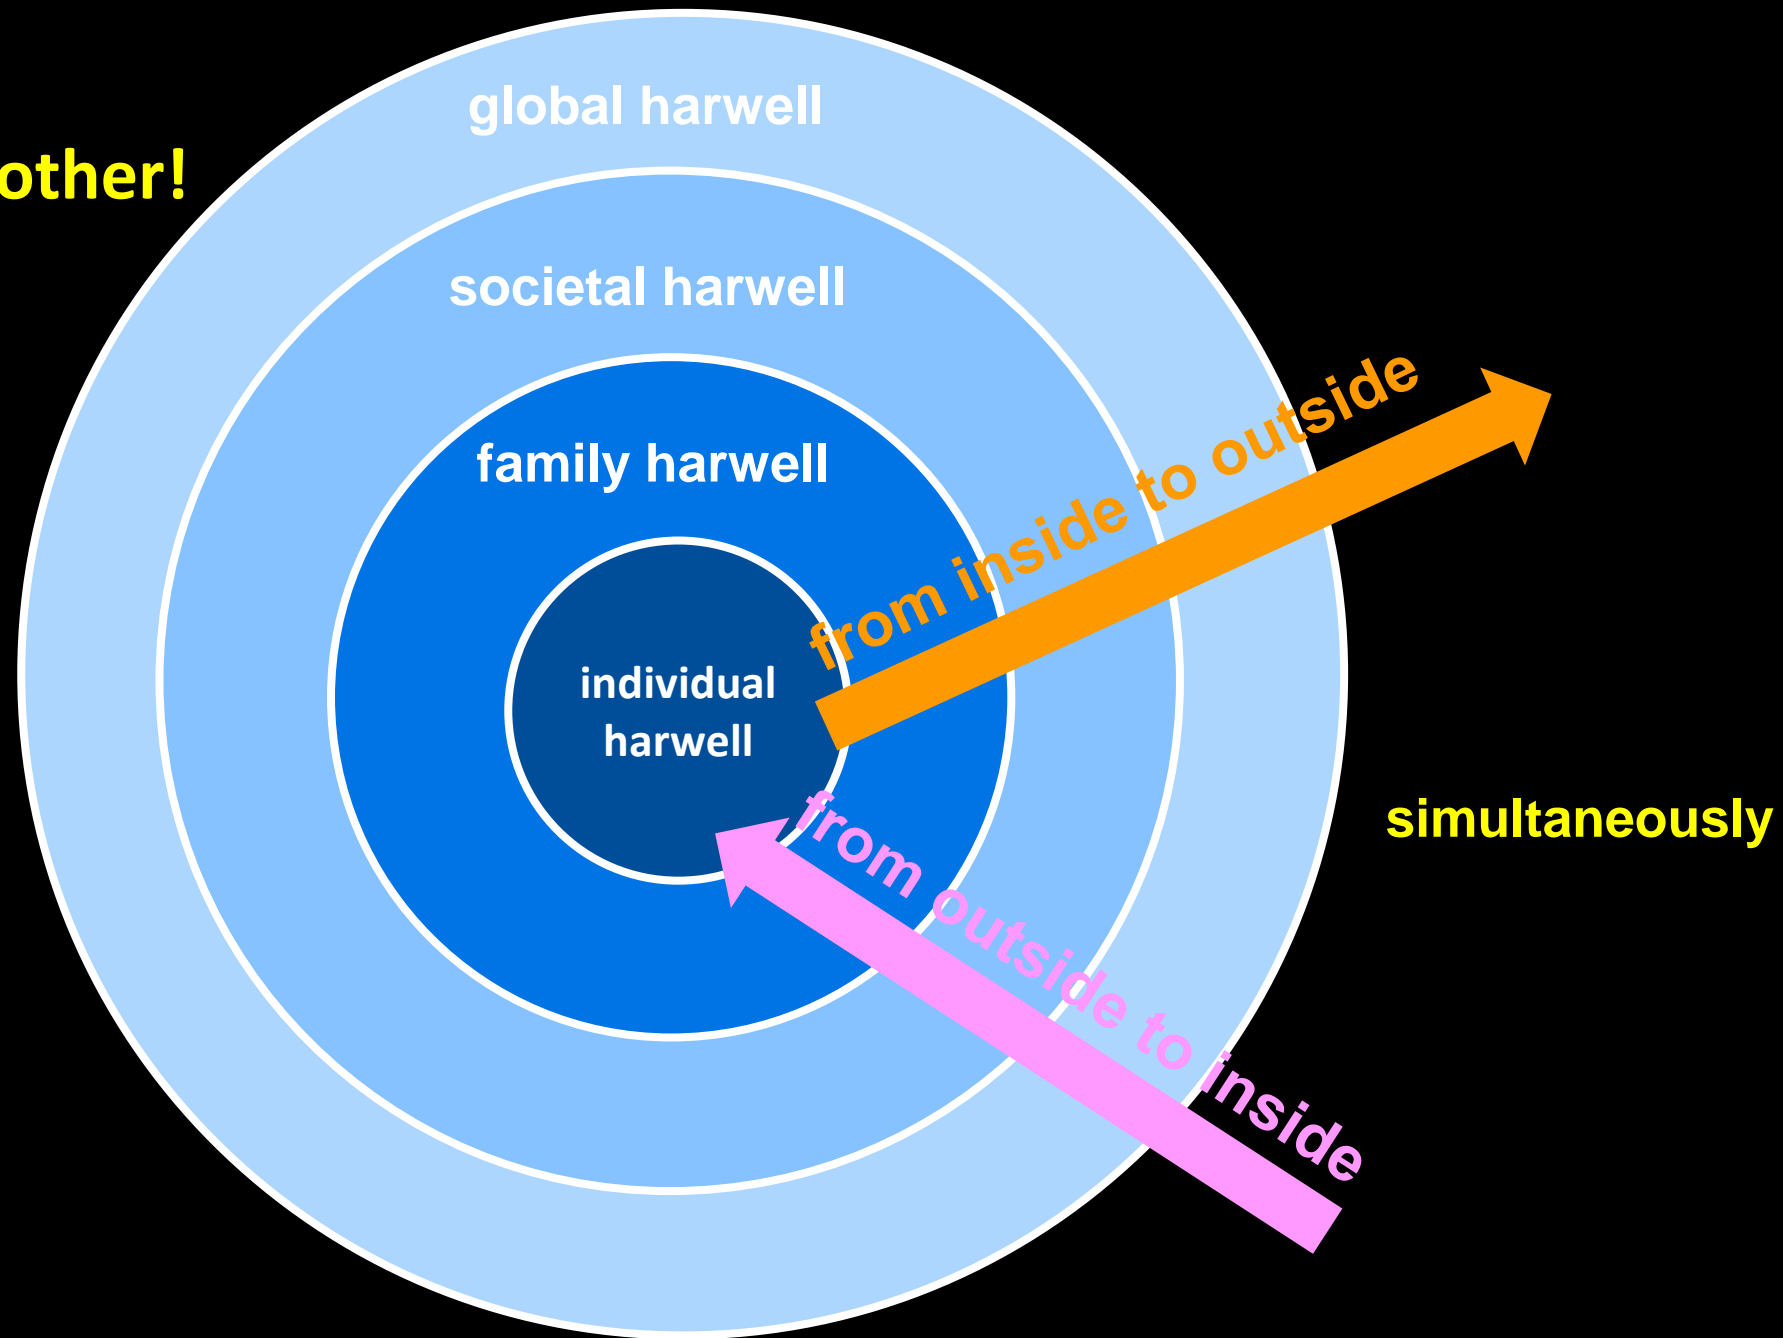 global harwell
other!
societal harwell
family harwell
from inside to outside
individual
harwell
simultaneously
from outside to inside